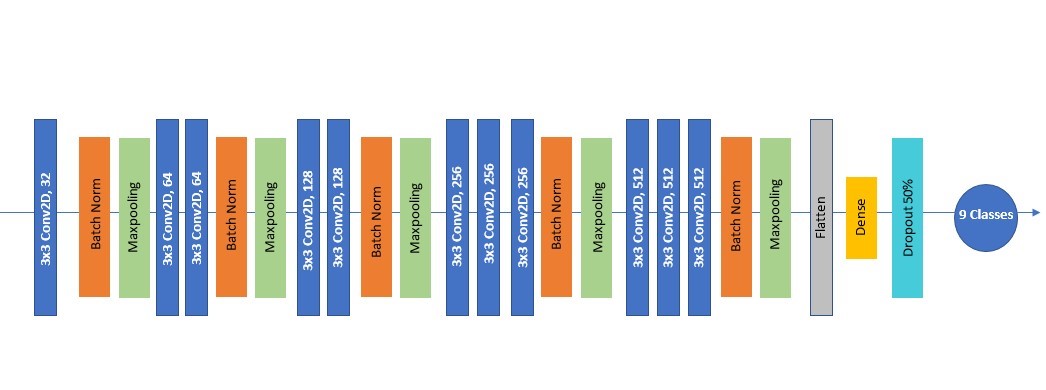 3x3 Conv2D, 32
Batch Norm
Maxpooling
3x3 Conv2D, 64
3x3 Conv2D, 64
Batch Norm
Maxpooling
3x3 Conv2D, 128
3x3 Conv2D, 128
Batch Norm
Maxpooling
3x3 Conv2D, 256
3x3 Conv2D, 256
3x3 Conv2D, 256
Batch Norm
Maxpooling
3x3 Conv2D, 512
3x3 Conv2D, 512
3x3 Conv2D, 512
Batch Norm
Maxpooling
Flatten
Dense
Dropout 50%
9 Classes